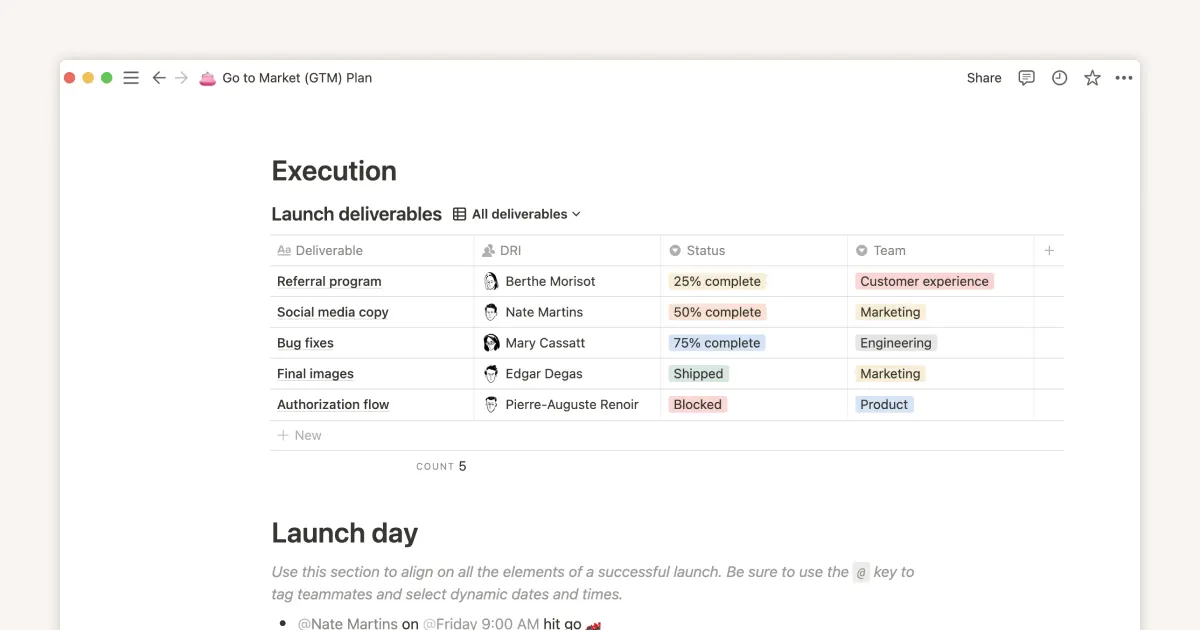 Go to Market (GTM) Plan Share
Execution
Launch deliverables All deliverables
Aa Deliverable DRI Status Team
Referral program Berthe Morisot 25% complete Customer experience
Social media copy Nate Martins 50% complete Marketing
Bug fixes Mary Cassatt 75% complete Engineering
Final images Edgar Degas Shipped Marketing
Authorization flow Pierre-Auguste Renoir Blocked Product
+ New
COUNT 5
Launch day
Use this section to align on all the elements of a successful launch. Be sure to use the @ key to
tag teammates and select dynamic dates and times.
• @Nate Martins on @Friday 9:00 AM hit go